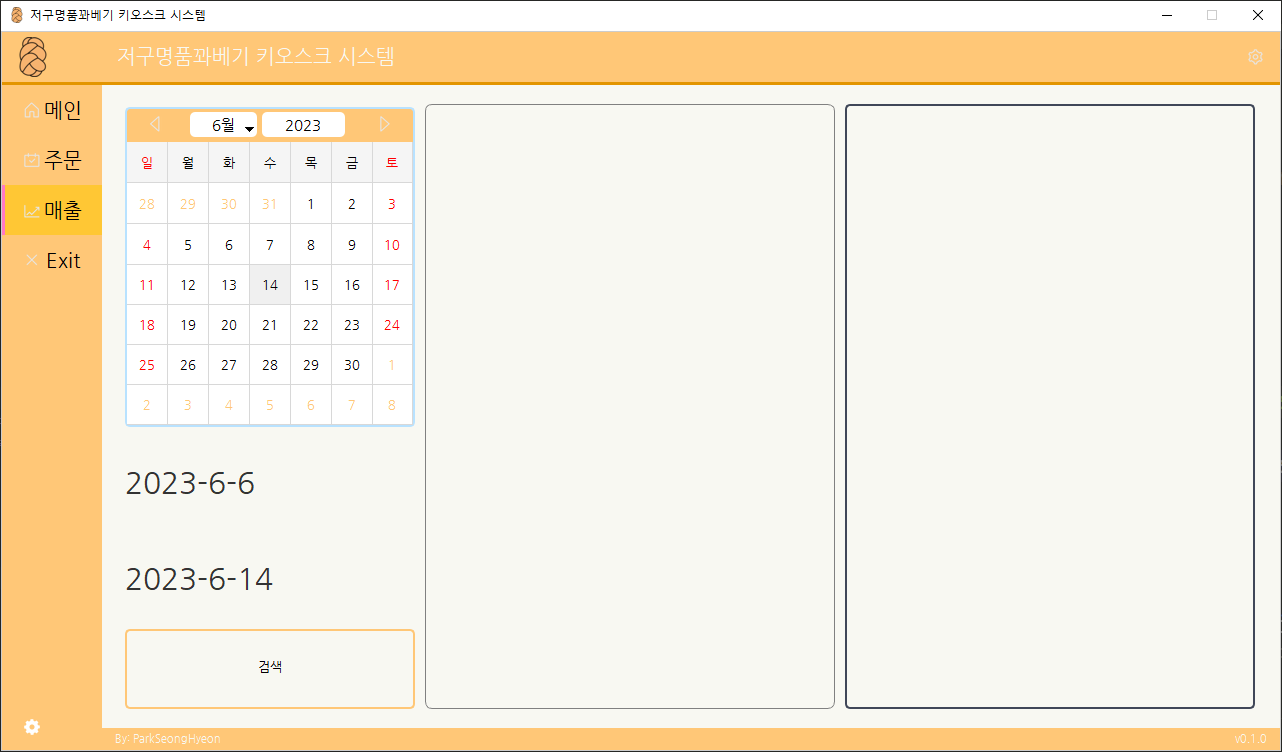 저구명품꽈베기 키오스크 시스템
저구명품꽈베기 키오스크 시스템
메인
주문
매출
Exit
6월 2023
일 월 화 수 목 금 토
28 29 30 31 1 2 3
4 5 6 7 8 9 10
11 12 13 14 15 16 17
18 19 20 21 22 23 24
25 26 27 28 29 30 1
2 3 4 5 6 7 8
2023-6-6
2023-6-14
검색
By: ParkSeongHyeon
v0.1.0